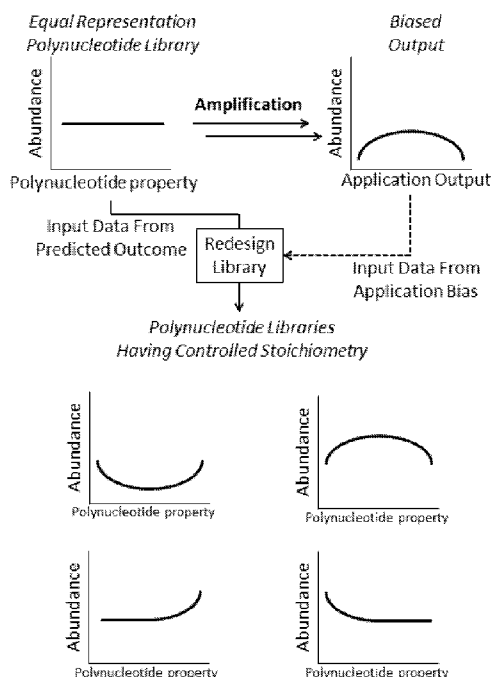 Equal Representation
Polynucleotide Library
Biased
Output
Abundance
Polynucleotide property
Amplification
Abundance
Application Output
Input Data From
Predicted Outcome
Redesign
Library
Input Data From
Application Bias
Polynucleotide Libraries
Having Controlled Stoichiometry
Abundance
Polynucleotide property
Abundance
Polynucleotide property
Abundance
Polynucleotide property
Abundance
Polynucleotide property